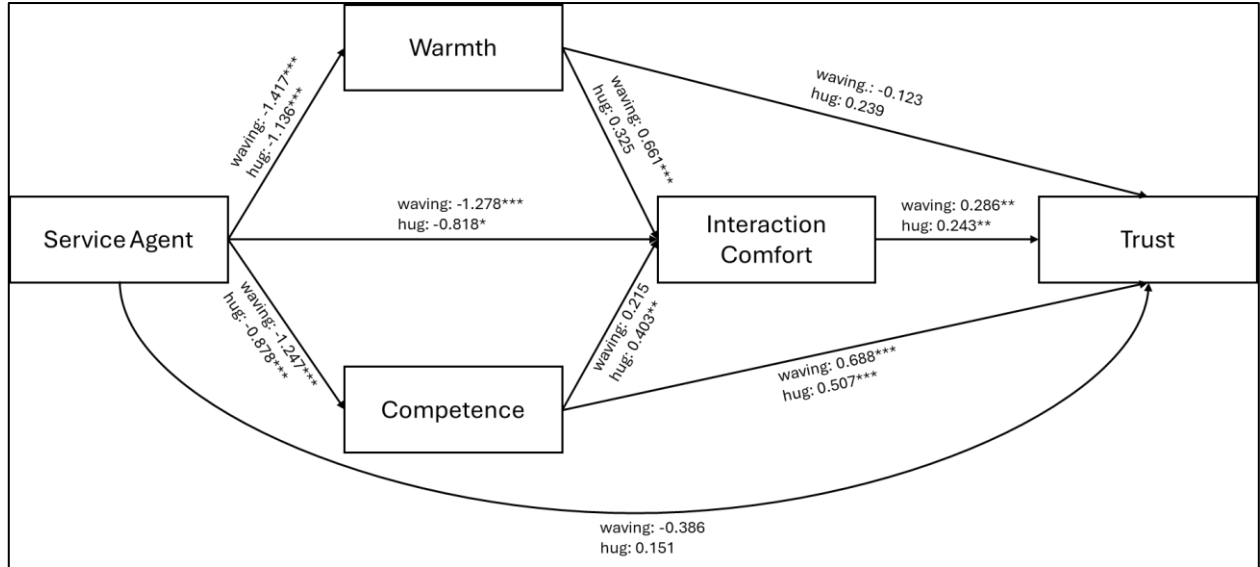 Warmth
waving: -1.417***
hug: -1.136***
waving: 0.661***
hug: 0.325
waving.: -0.123
hug: 0.239
Service Agent
waving: -1.278***
hug: -0.818*
Interaction
Comfort
waving: 0.286**
hug: 0.243**
Trust
waving: -1.247***
hug: -0.878***
waving: 0.215
hug: 0.403**
Competence
waving: 0.688***
hug: 0.507***
waving: -0.386
hug: 0.151